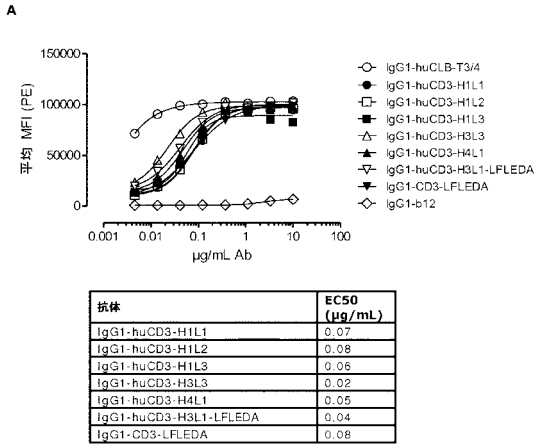 A
150000
100000
50000
0
平均 MFI (PE)
0.001
0.01
0.1
1
10
100
µg/mL Ab
IgG1-huCLB-T3/4
IgG1-huCD3-H1L1
IgG1-huCD3-H1L2
IgG1-huCD3-H1L3
IgG1-huCD3-H3L3
IgG1-huCD3-H4L1
IgG1-huCD3-H3L1-LFLEDA
IgG1-CD3-LFLEDA
IgG1-b12
抗体 EC50 (µg/mL)
IgG1-huCD3-H1L1 0.07
IgG1-huCD3-H1L2 0.08
IgG1-huCD3-H1L3 0.06
IgG1-huCD3-H3L3 0.02
IgG1-huCD3-H4L1 0.05
IgG1-huCD3-H3L1-LFLEDA 0.04
IgG1-CD3-LFLEDA 0.08